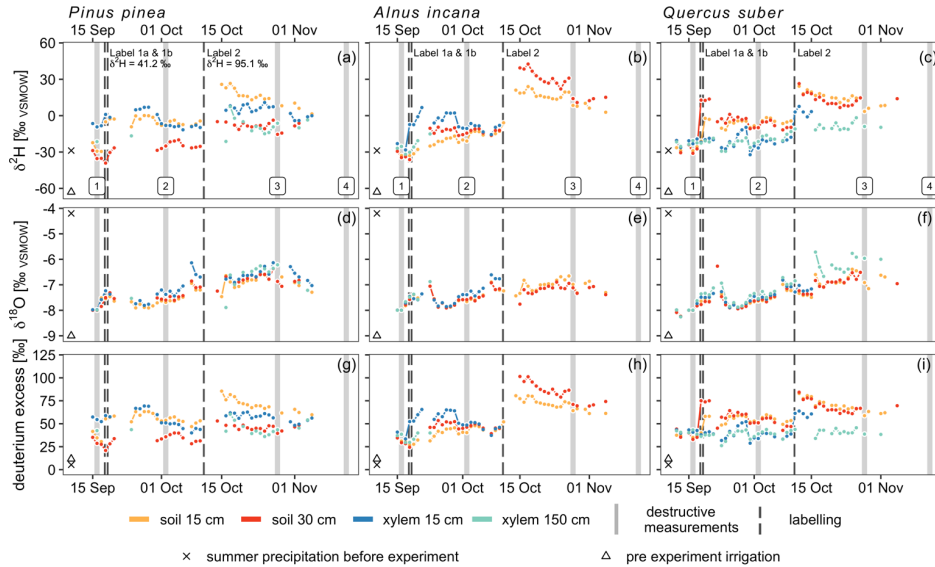 Pinus pinea Alnus incana Quercus suber
15 Sep 01 Oct 15 Oct 01 Nov 15 Sep 01 Oct 15 Oct 01 Nov 15 Sep 01 Oct 15 Oct 01 Nov
δ²H [‰ VSMOW]
60
0
-30
-60
30
Label 1a & 1b
δ²H = 41.2 ‰
Label 2
δ²H = 95.1 ‰
(a)
1 2 3 4
Label 1a & 1b
Label 2
(b)
1 2 3 4
Label 1a & 1b
Label 2
(c)
1 2 3 4
δ¹⁸O [‰ VSMOW]
-4
-5
-6
-7
-8
-9
(d)
(e)
(f)
deuterium excess [‰]
125
100
75
50
25
0
(g)
(h)
(i)
15 Sep 01 Oct 15 Oct 01 Nov 15 Sep 01 Oct 15 Oct 01 Nov 15 Sep 01 Oct 15 Oct 01 Nov
soil 15 cm soil 30 cm xylem 15 cm xylem 150 cm destructive measurements labelling
summer precipitation before experiment pre experiment irrigation